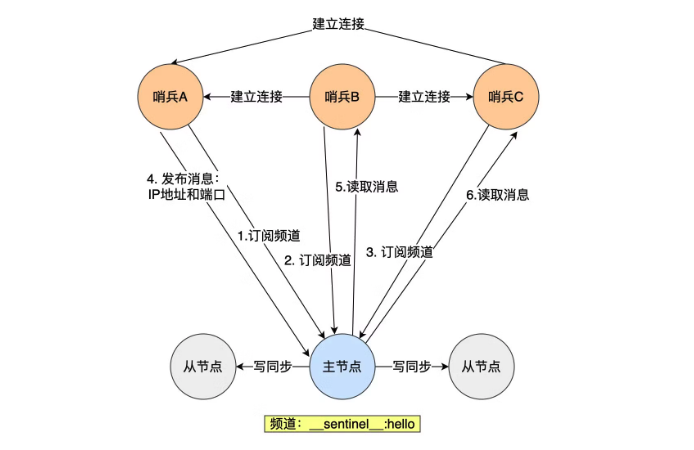 建立连接
哨兵A
建立连接
哨兵B
建立连接
哨兵C
4. 发布消息：
IP地址和端口
5.读取消息
6.读取消息
1.订阅频道
2. 订阅频道
3. 订阅频道
从节点
写同步
主节点
写同步
从节点
频道：__sentinel__:hello